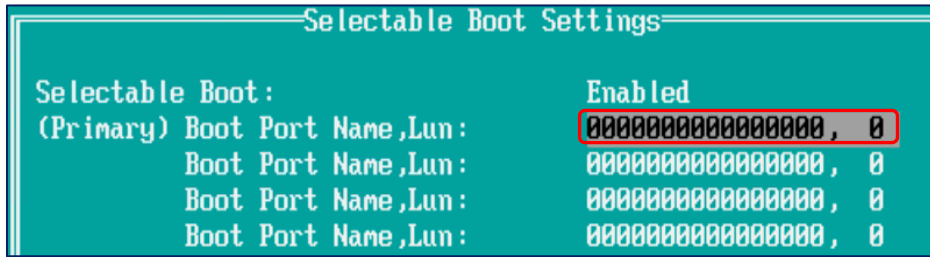 Selectable Boot Settings
Selectable Boot: Enabled
(Primary) Boot Port Name,Lun: 0000000000000000, 0
Boot Port Name,Lun: 0000000000000000, 0
Boot Port Name,Lun: 0000000000000000, 0
Boot Port Name,Lun: 0000000000000000, 0